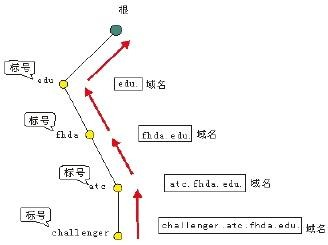 根
标号
edu
edu. 域名
标号
fhda
fhda.edu. 域名
标号
atc
atc.fhda.edu. 域名
标号
challenger
challenger.atc.fhda.edu. 域名